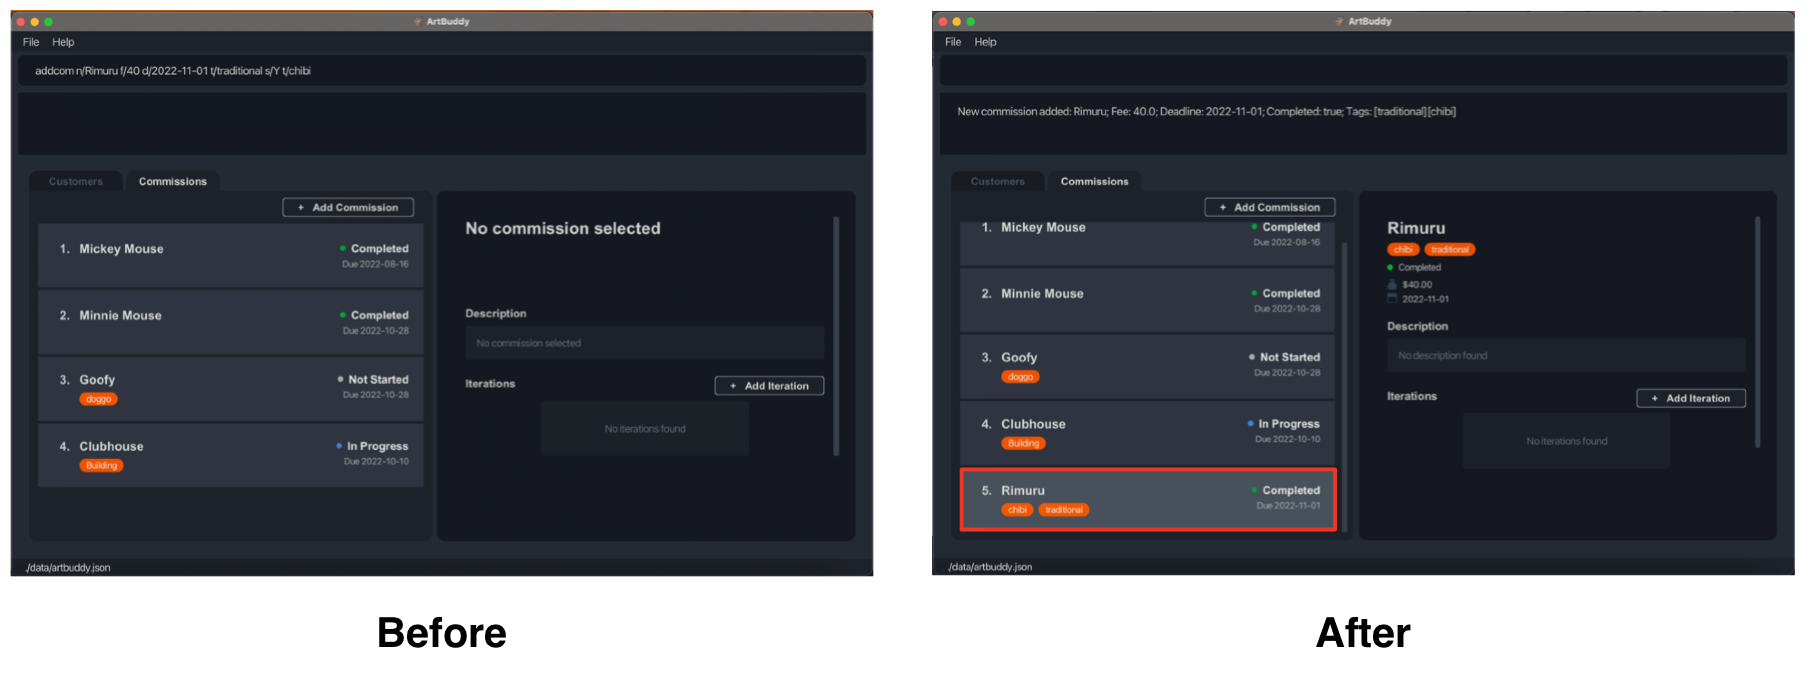 ArtBuddy
File Help
addcom n/Rimuru f/40 d/2022-11-01 t/traditional s/Y t/chibi
Customers Commissions
+ Add Commission
1. Mickey Mouse Completed
Due 2022-08-16
2. Minnie Mouse Completed
Due 2022-10-28
3. Goofy Not Started
doggo Due 2022-10-28
4. Clubhouse In Progress
Building Due 2022-10-10
No commission selected
Description
No commission selected
Iterations + Add Iteration
No iterations found
./data/artbuddy.json
Before
ArtBuddy
File Help
New commission added: Rimuru; Fee: 40.0; Deadline: 2022-11-01; Completed: true; Tags: [traditional][chibi]
Customers Commissions
+ Add Commission
1. Mickey Mouse Completed
Due 2022-08-16
2. Minnie Mouse Completed
Due 2022-10-28
3. Goofy Not Started
doggo Due 2022-10-28
4. Clubhouse In Progress
Building Due 2022-10-10
5. Rimuru Completed
chibi traditional Due 2022-11-01
Rimuru
chibi traditional
Completed
$40.00
2022-11-01
Description
No description found
Iterations + Add Iteration
No iterations found
./data/artbuddy.json
After